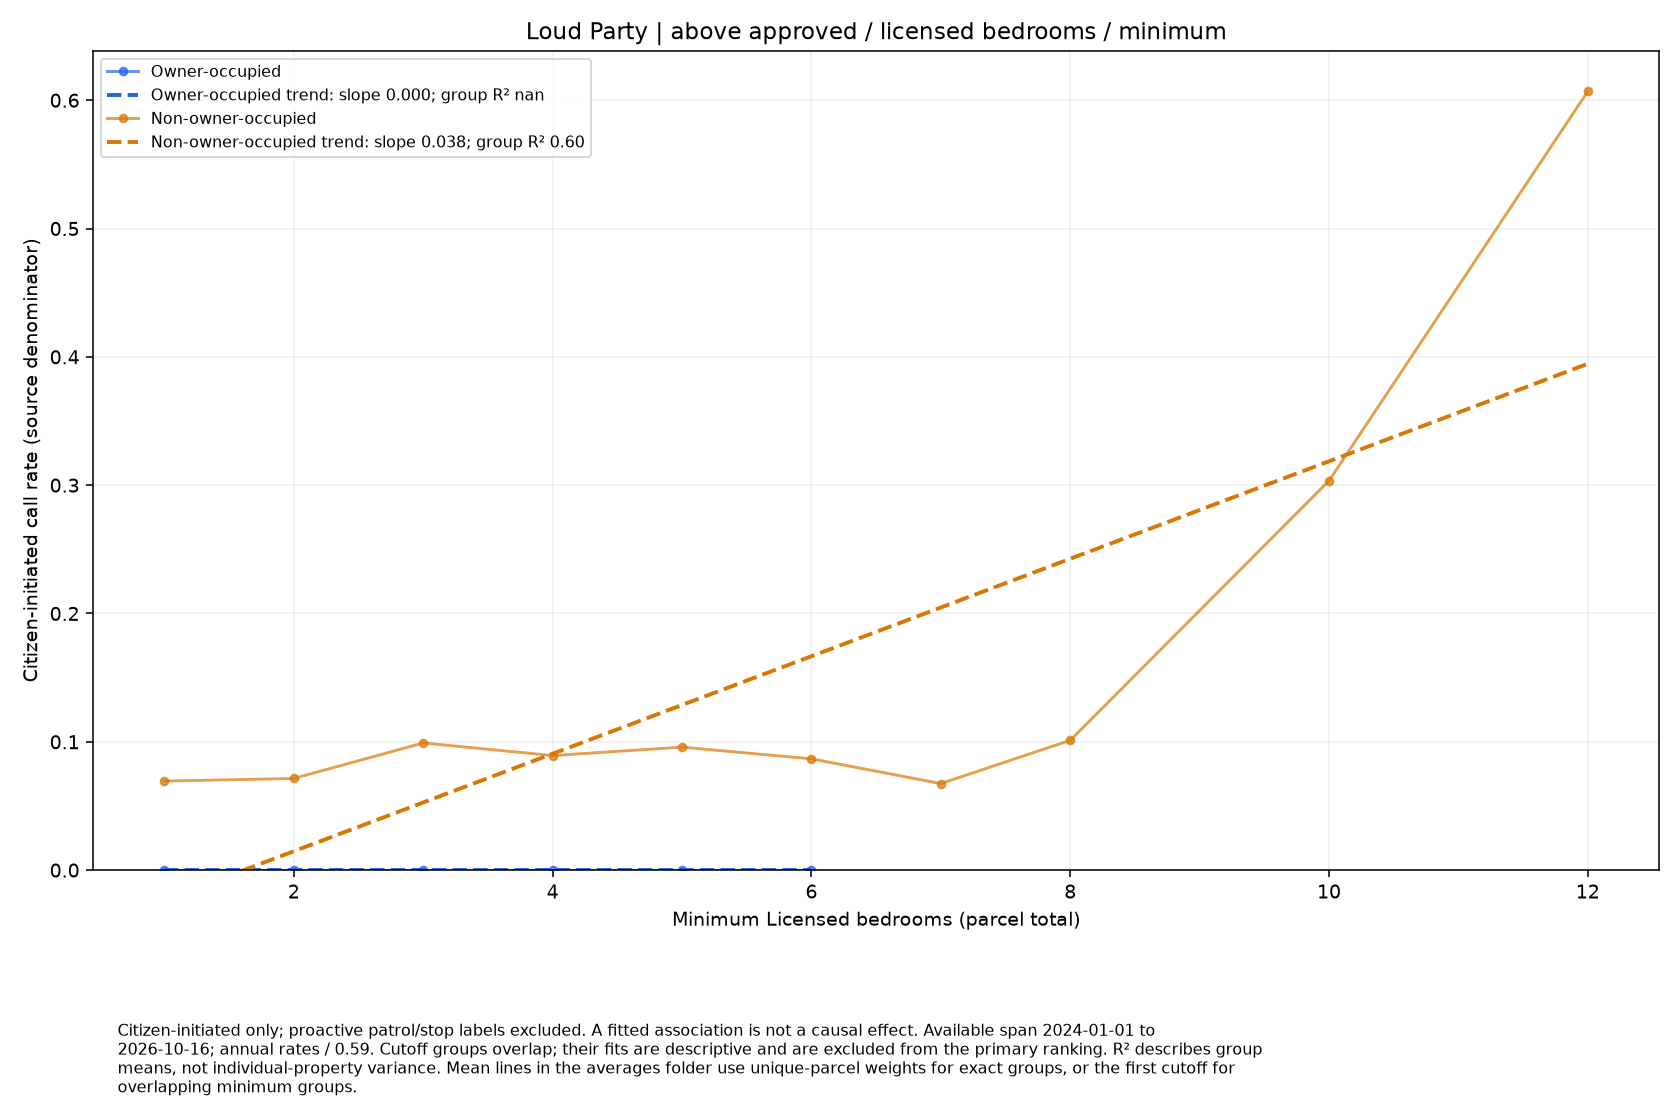 Loud Party | above approved / licensed bedrooms / minimum
Owner-occupied
Owner-occupied trend: slope 0.000; group R² nan
Non-owner-occupied
Non-owner-occupied trend: slope 0.038; group R² 0.60
Citizen-initiated call rate (source denominator)
0.6
0.5
0.4
0.3
0.2
0.1
0.0
2
4
6
8
10
12
Minimum Licensed bedrooms (parcel total)
Citizen-initiated only; proactive patrol/stop labels excluded. A fitted association is not a causal effect. Available span 2024-01-01 to
2026-10-16; annual rates / 0.59. Cutoff groups overlap; their fits are descriptive and are excluded from the primary ranking. R² describes group
means, not individual-property variance. Mean lines in the averages folder use unique-parcel weights for exact groups, or the first cutoff for
overlapping minimum groups.